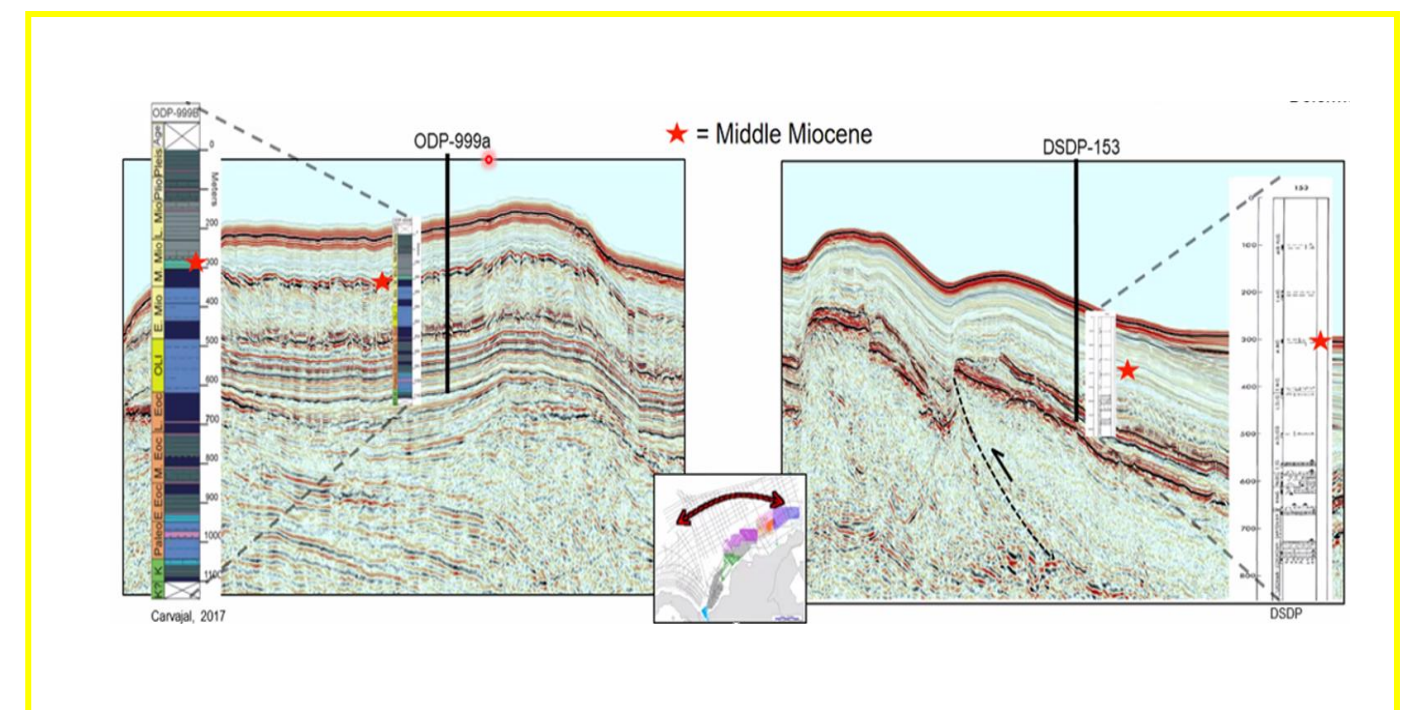 ODP-999B
ODP-999a
★ = Middle Miocene
DSDP-153
Age
Pleis
Plio
L. Mio
M. Mio
E. Mio
OLI
L. Eoc
M. Eoc
E. Eoc
Paleo
K
K?
0
Meters
200
300
400
500
600
700
800
900
1000
153
0
100
200
300
400
500
600
700
800
Carvajal, 2017
DSDP